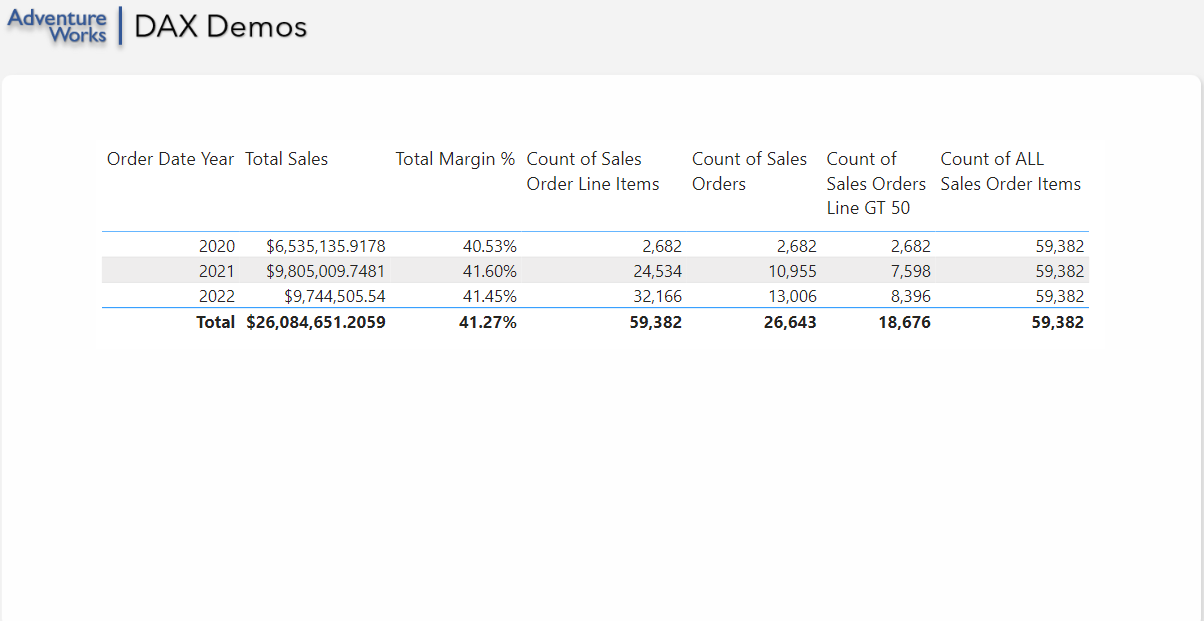 Adventure
Works
DAX Demos
Order Date Year Total Sales Total Margin % Count of Sales Count of Sales Count of Count of ALL
Order Line Items Orders Sales Orders Sales Order Items
Line GT 50
2020 $6,535,135.9178 40.53% 2,682 2,682 2,682 59,382
2021 $9,805,009.7481 41.60% 24,534 10,955 7,598 59,382
2022 $9,744,505.54 41.45% 32,166 13,006 8,396 59,382
Total $26,084,651.2059 41.27% 59,382 26,643 18,676 59,382